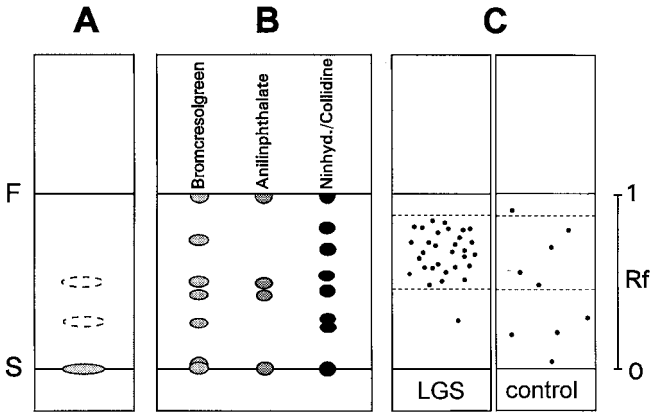 A
B
C
Bromcresolgreen
Anilinphthalate
Ninhyd./Collidine
F
S
1
Rf
0
LGS
control